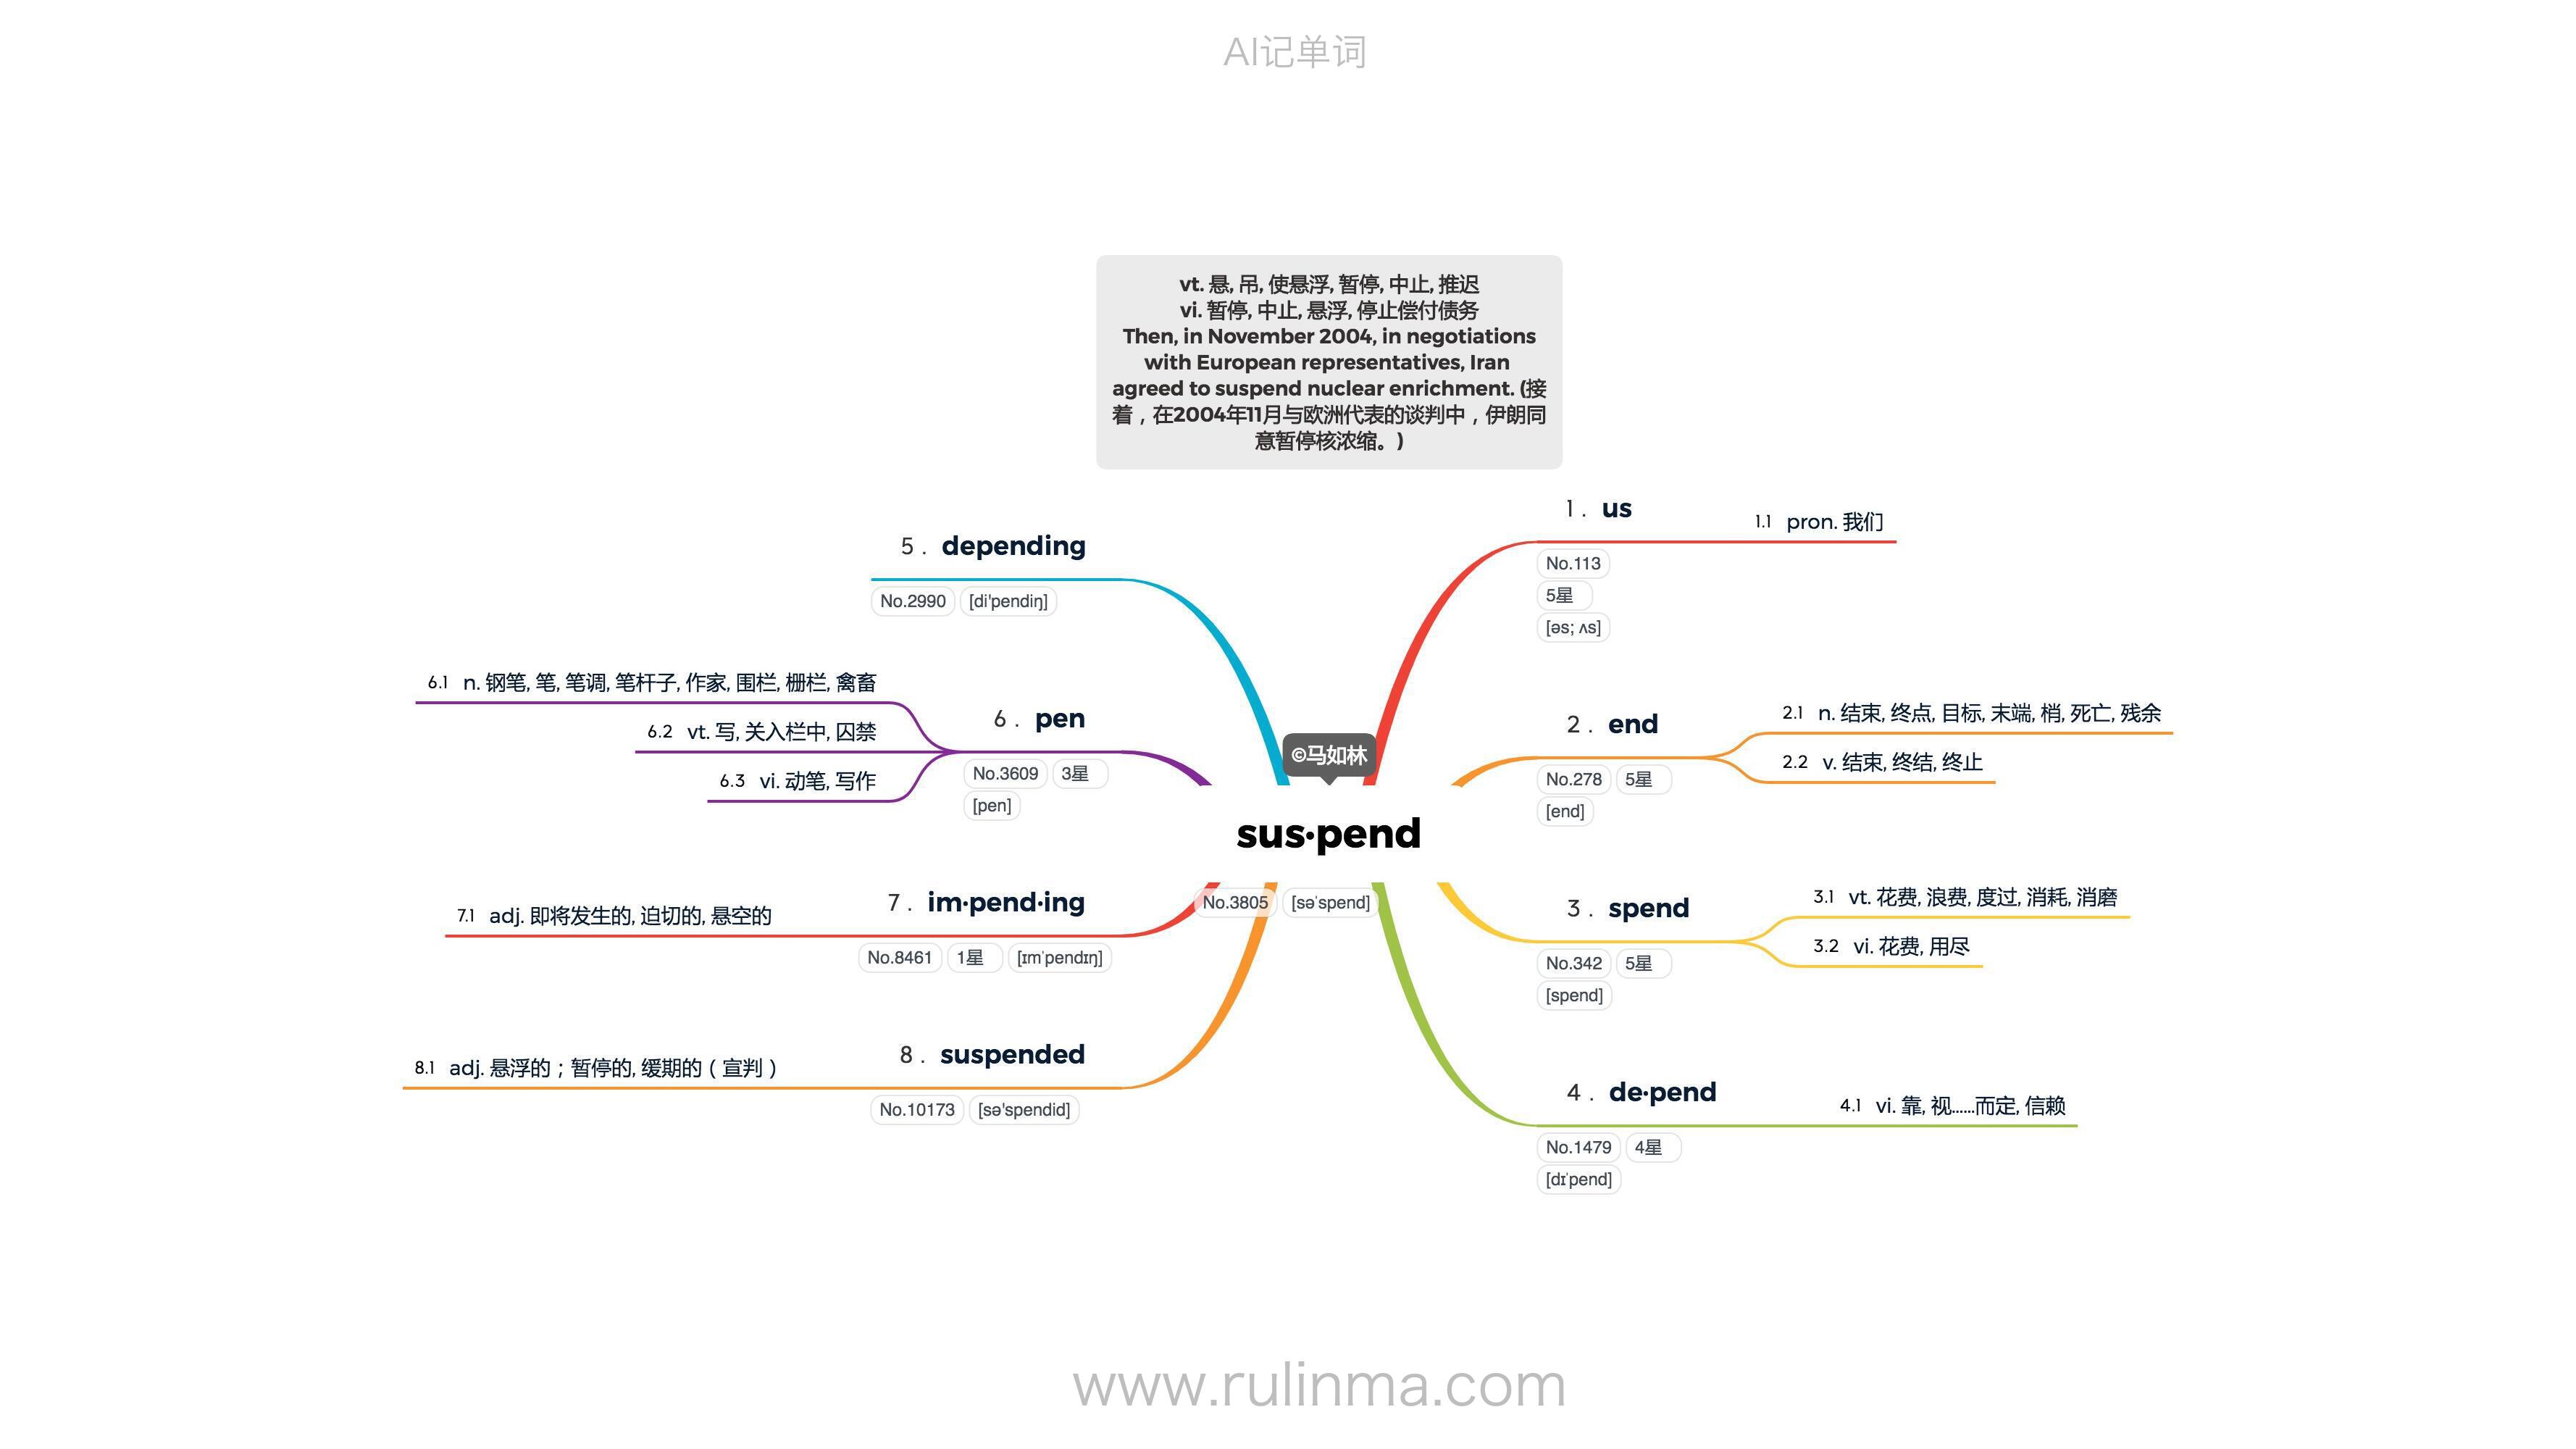 AI记单词
vt. 悬, 吊, 使悬浮, 暂停, 中止, 推迟
vi. 暂停, 中止, 悬浮, 停止偿付债务
Then, in November 2004, in negotiations
with European representatives, Iran
agreed to suspend nuclear enrichment. (接
着，在2004年11月与欧洲代表的谈判中，伊朗同
意暂停核浓缩。)
©马如林
sus·pend
No.3805 [sə'spend]
1 . us
No.113
5星
[əs; ʌs]
1.1 pron. 我们
2 . end
No.278 5星
[end]
2.1 n. 结束, 终点, 目标, 末端, 梢, 死亡, 残余
2.2 v. 结束, 终结, 终止
3 . spend
No.342 5星
[spend]
3.1 vt. 花费, 浪费, 度过, 消耗, 消磨
3.2 vi. 花费, 用尽
4 . de·pend
No.1479 4星
[dɪ'pend]
4.1 vi. 靠, 视……而定, 信赖
5 . depending
No.2990 [di'pendiŋ]
6 . pen
No.3609 3星
[pen]
6.1 n. 钢笔, 笔, 笔调, 笔杆子, 作家, 围栏, 栅栏, 禽畜
6.2 vt. 写, 关入栏中, 囚禁
6.3 vi. 动笔, 写作
7 . im·pend·ing
No.8461 1星 [ɪm'pendɪŋ]
7.1 adj. 即将发生的, 迫切的, 悬空的
8 . suspended
No.10173 [sə'spendid]
8.1 adj. 悬浮的；暂停的, 缓期的（宣判）
www.rulinma.com